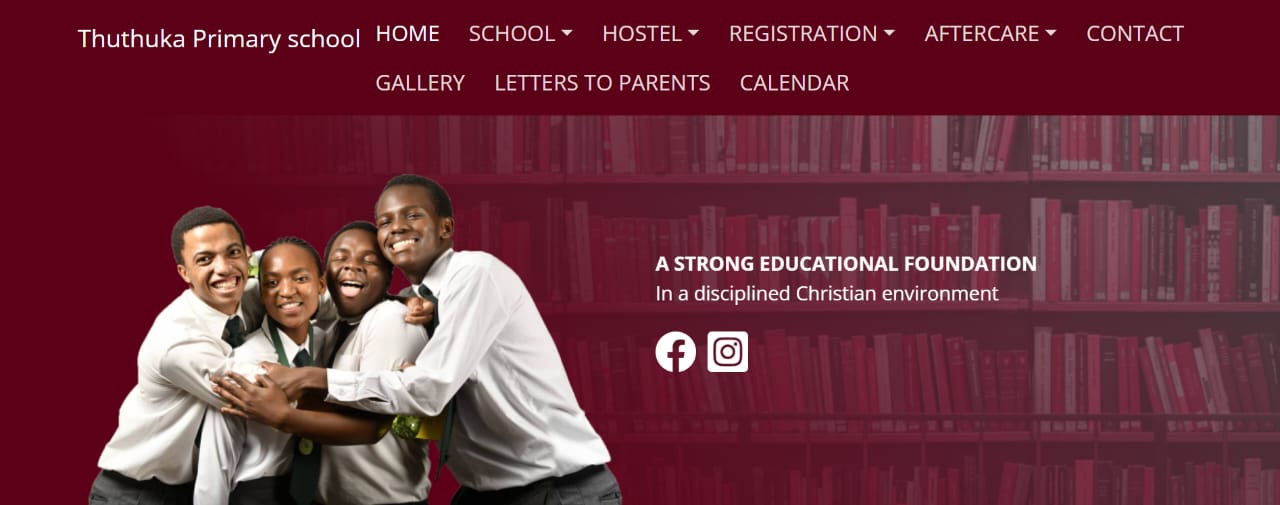 Thuthuka Primary school
HOME SCHOOL HOSTEL REGISTRATION AFTERCARE CONTACT
GALLERY LETTERS TO PARENTS CALENDAR
A STRONG EDUCATIONAL FOUNDATION
In a disciplined Christian environment